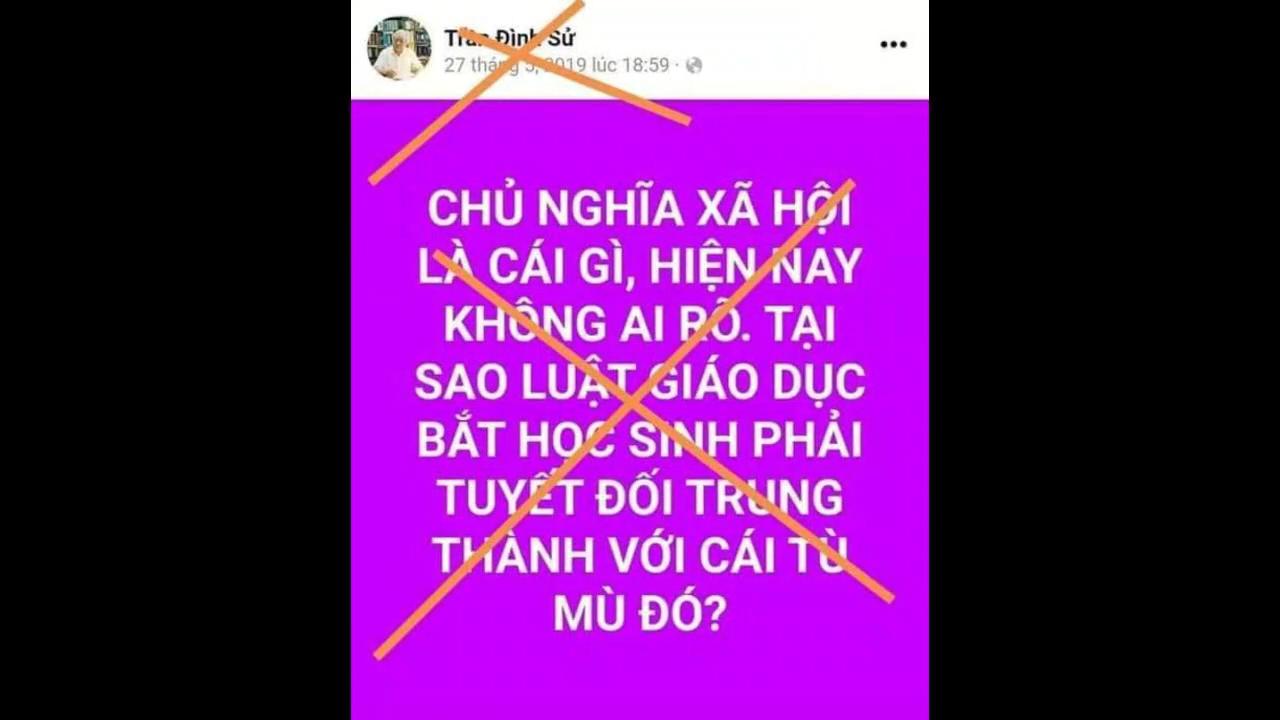 Trần Đình Sử
27 tháng 5, 2019 lúc 18:59 ·
CHỦ NGHĨA XÃ HỘI
LÀ CÁI GÌ, HIỆN NAY
KHÔNG AI RÕ. TẠI
SAO LUẬT GIÁO DỤC
BẮT HỌC SINH PHẢI
TUYẾT ĐỐI TRUNG
THÀNH VỚI CÁI TÙ
MÙ ĐÓ?